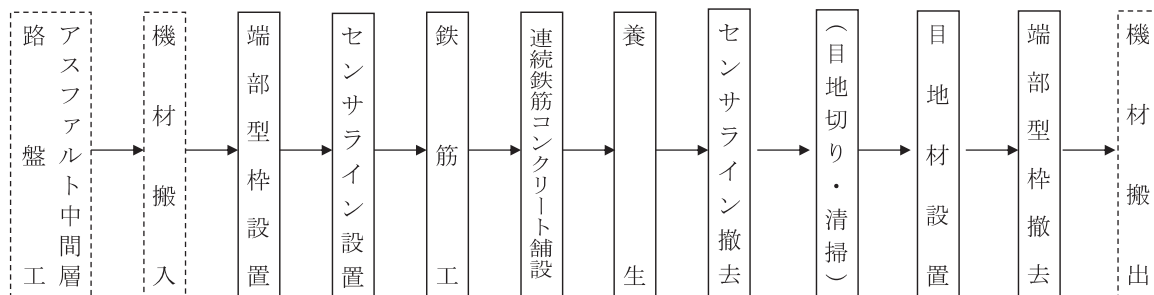 路盤工
アスファルト中間層
機材搬入
端部型枠設置
センサライン設置
鉄筋工
連続鉄筋コンクリート舗設
養生
センサライン撤去
(目地切り・清掃)
目地材設置
端部型枠撤去
機材搬出